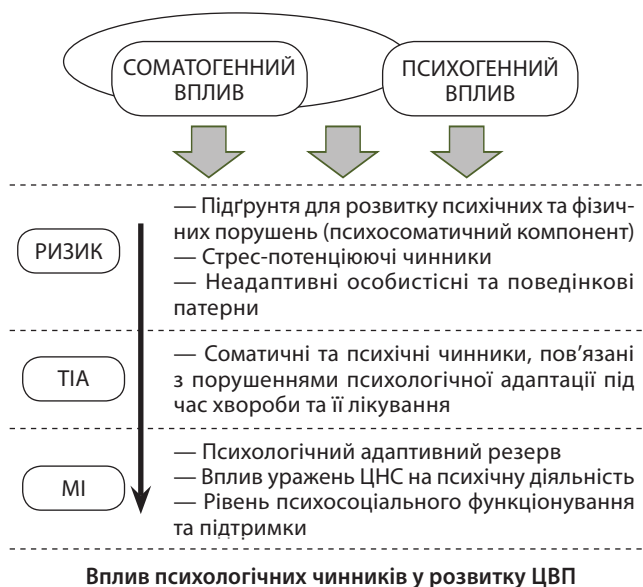 СОМАТОГЕННИЙ
ВПЛИВ
ПСИХОГЕННИЙ
ВПЛИВ
РИЗИК
— Підґрунтя для розвитку психічних та фізич-
них порушень (психосоматичний компонент)
— Стрес-потенціюючі чинники
— Неадаптивні особистісні та поведінкові
патерни
ТІА
— Соматичні та психічні чинники, пов’язані
з порушеннями психологічної адаптації під
час хвороби та її лікування
МІ
— Психологічний адаптивний резерв
— Вплив уражень ЦНС на психічну діяльність
— Рівень психосоціального функціонування
та підтримки
Вплив психологічних чинників у розвитку ЦВП